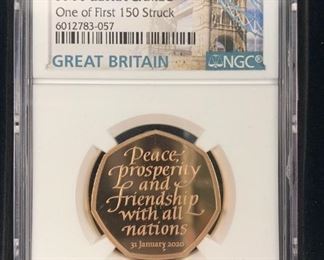 One of First 150 Struck
6012783-057
GREAT BRITAIN
NGC®
Peace,
prosperity
and
friendship
with all
nations
31 January 2020